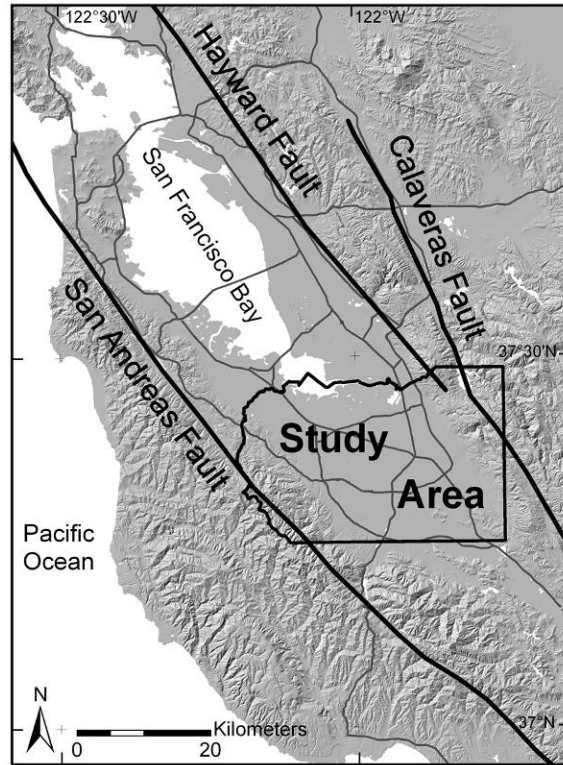 122°30'W
122°W
Hayward Fault
Calaveras Fault
San Francisco Bay
San Andreas Fault
37°30'N
Study
Area
Pacific
Ocean
N
Kilometers
0
20
37°N